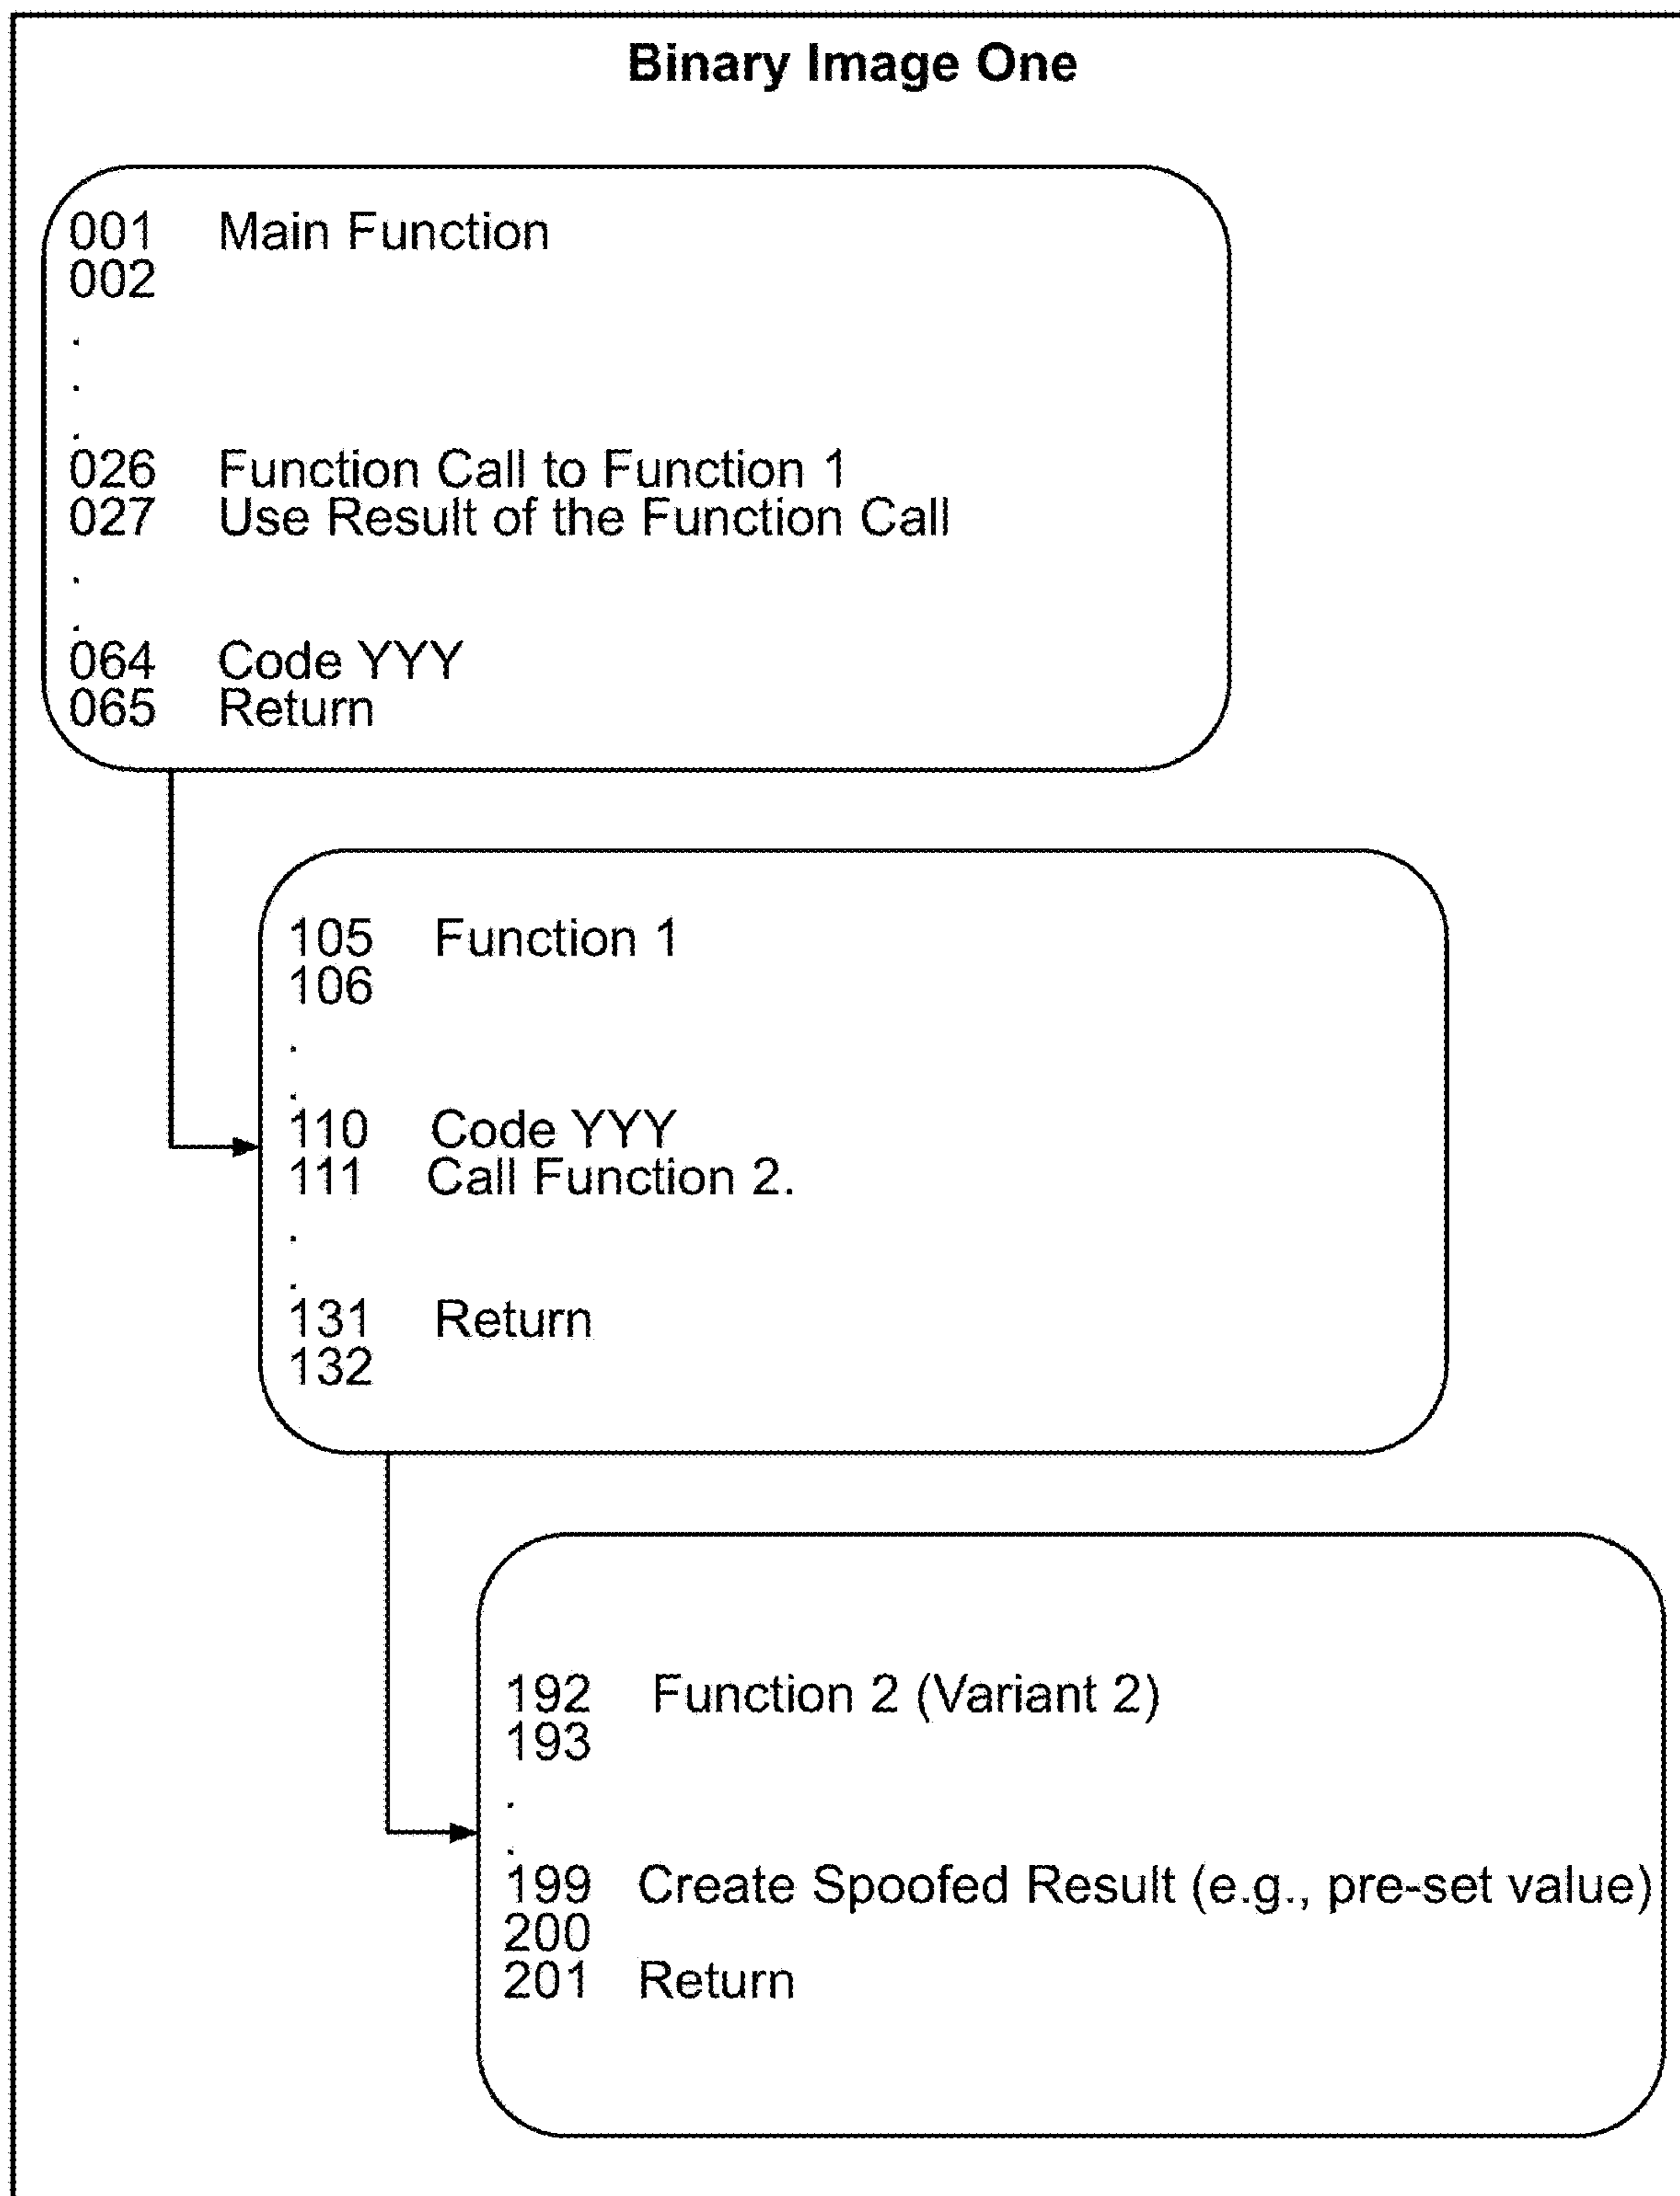 Binary Image One
001 Main Function
002
.
.
.
026 Function Call to Function 1
027 Use Result of the Function Call
.
.
064 Code YYY
065 Return
105 Function 1
106
.
.
110 Code YYY
111 Call Function 2.
.
.
131 Return
132
192 Function 2 (Variant 2)
193
.
.
199 Create Spoofed Result (e.g., pre-set value)
200
201 Return